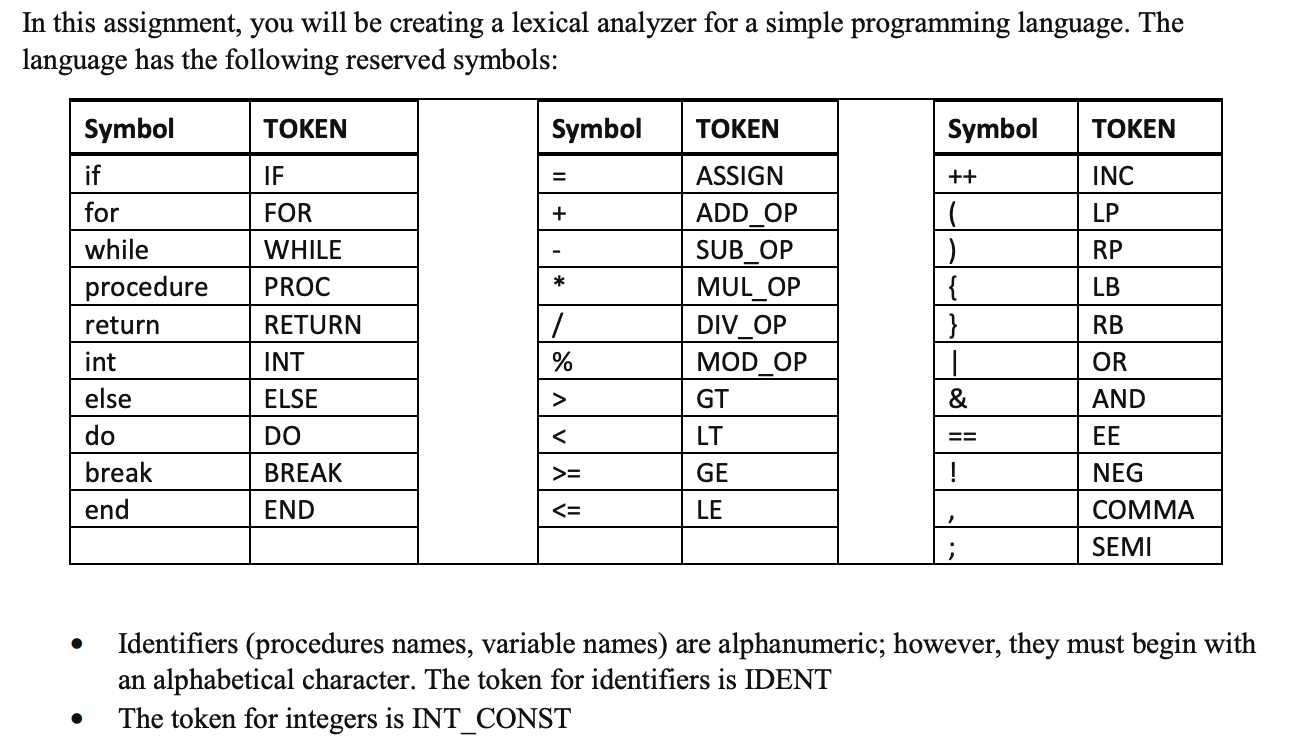 In this assignment, you will be creating a lexical analyzer for a simple programming language. The
language has the following reserved symbols:
Symbol TOKEN Symbol TOKEN Symbol TOKEN
if IF = ASSIGN ++ INC
for FOR + ADD_OP ( LP
while WHILE - SUB_OP ) RP
procedure PROC * MUL_OP { LB
return RETURN / DIV_OP } RB
int INT % MOD_OP | OR
else ELSE > GT & AND
do DO < LT == EE
break BREAK >= GE ! NEG
end END <= LE , COMMA
; SEMI
• Identifiers (procedures names, variable names) are alphanumeric; however, they must begin with
an alphabetical character. The token for identifiers is IDENT
• The token for integers is INT_CONST